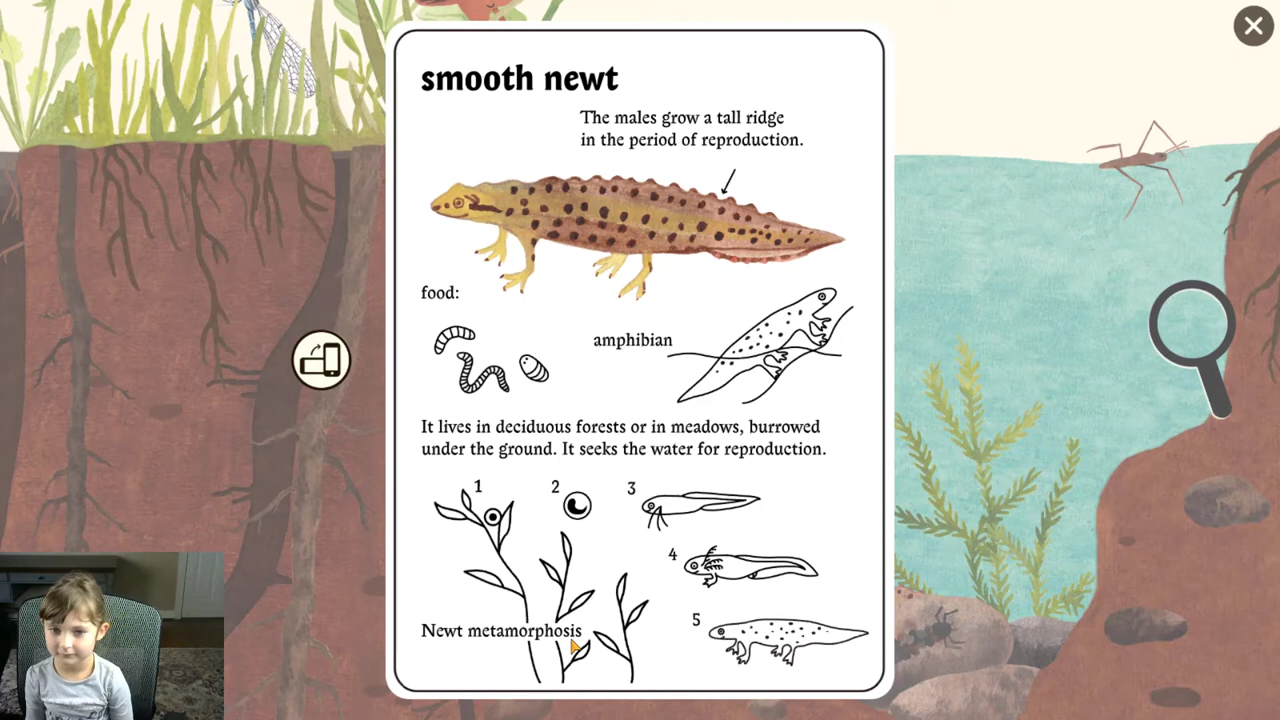 smooth newt
The males grow a tall ridge
in the period of reproduction.
food:
amphibian
It lives in deciduous forests or in meadows, burrowed
under the ground. It seeks the water for reproduction.
1
2
3
4
5
Newt metamorphosis